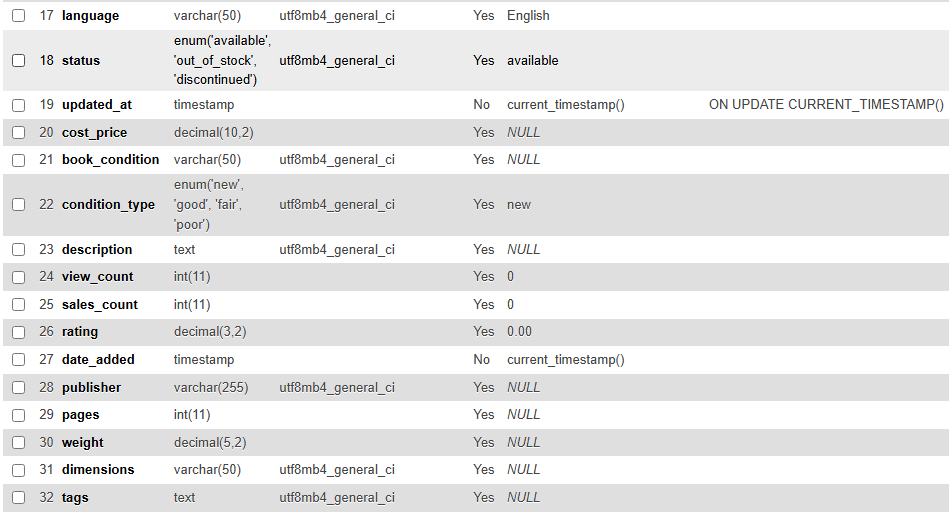 17 language varchar(50) utf8mb4_general_ci Yes English
enum('available',
18 status 'out_of_stock', utf8mb4_general_ci Yes available
'discontinued')
19 updated_at timestamp No current_timestamp() ON UPDATE CURRENT_TIMESTAMP()
20 cost_price decimal(10,2) Yes NULL
21 book_condition varchar(50) utf8mb4_general_ci Yes NULL
enum('new',
22 condition_type 'good', 'fair', utf8mb4_general_ci Yes new
'poor')
23 description text utf8mb4_general_ci Yes NULL
24 view_count int(11) Yes 0
25 sales_count int(11) Yes 0
26 rating decimal(3,2) Yes 0.00
27 date_added timestamp No current_timestamp()
28 publisher varchar(255) utf8mb4_general_ci Yes NULL
29 pages int(11) Yes NULL
30 weight decimal(5,2) Yes NULL
31 dimensions varchar(50) utf8mb4_general_ci Yes NULL
32 tags text utf8mb4_general_ci Yes NULL